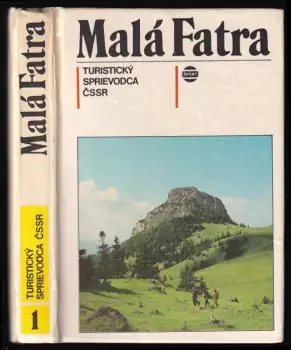 Malá Fatra
TURISTICKÝ
SPRIEVODCA
ČSSR
ŠPORT
Malá Fatra
TURISTICKÝ
SPRIEVODCA ČSSR
1